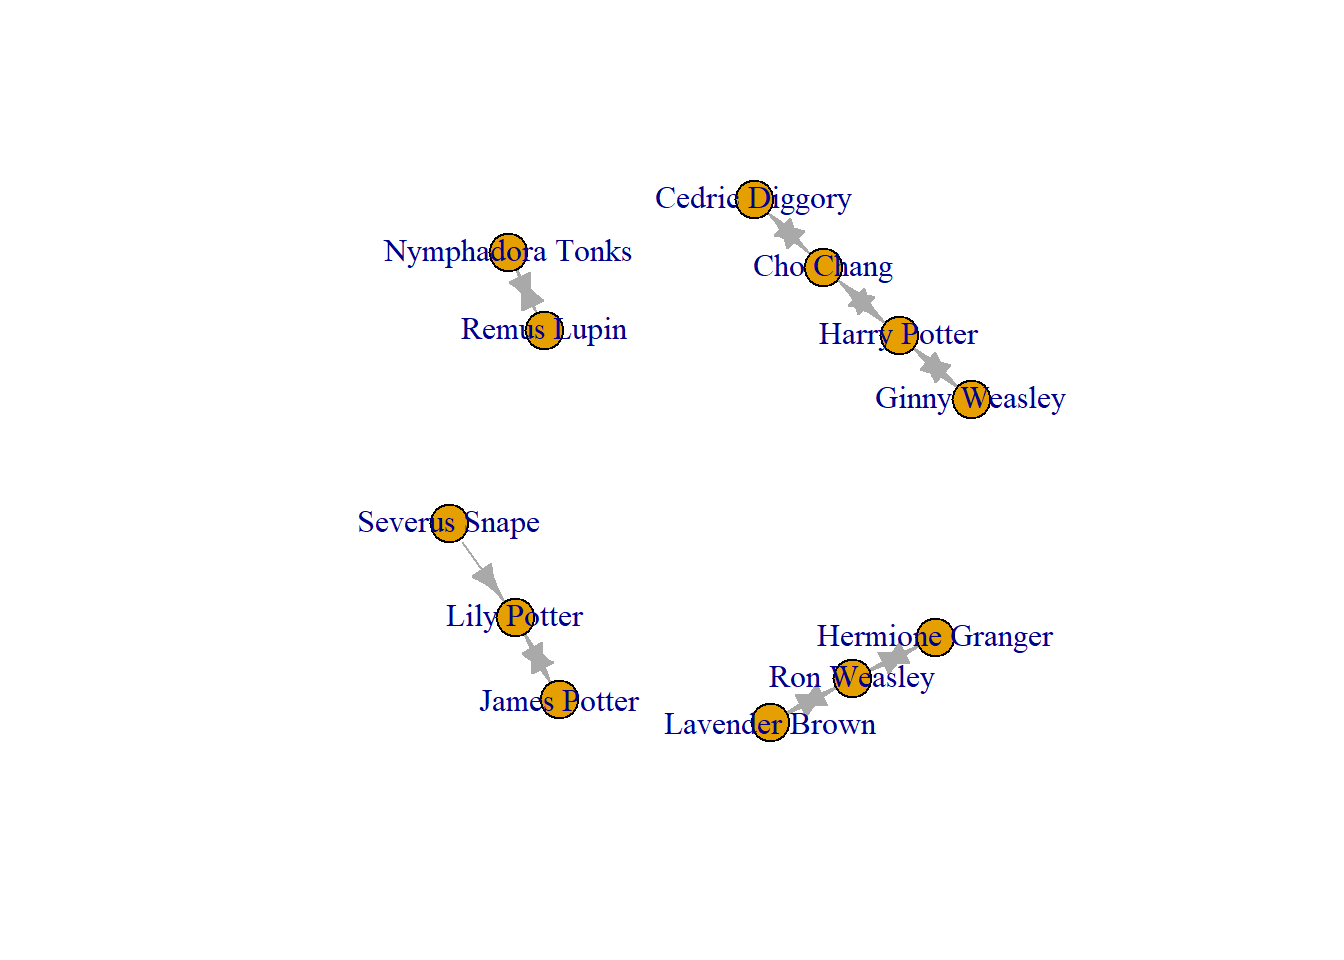 Cedric Diggory
Nymphadora Tonks
Cho Chang
Remus Lupin
Harry Potter
Ginny Weasley
Severus Snape
Lily Potter
Hermione Granger
Ron Weasley
James Potter
Lavender Brown